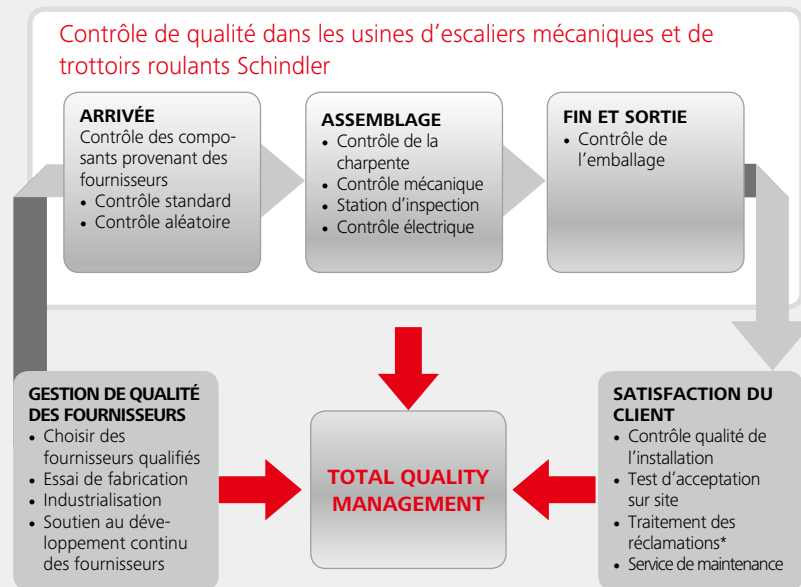 Contrôle de qualité dans les usines d’escaliers mécaniques et de
trottoirs roulants Schindler
ARRIVÉE
Contrôle des compo-
sants provenant des
fournisseurs
• Contrôle standard
• Contrôle aléatoire
ASSEMBLAGE
• Contrôle de la
charpente
• Contrôle mécanique
• Station d’inspection
• Contrôle électrique
FIN ET SORTIE
• Contrôle de
l’emballage
GESTION DE QUALITÉ
DES FOURNISSEURS
• Choisir des
fournisseurs qualifiés
• Essai de fabrication
• Industrialisation
• Soutien au déve-
loppement continu
des fournisseurs
TOTAL QUALITY
MANAGEMENT
SATISFACTION DU
CLIENT
• Contrôle qualité de
l’installation
• Test d’acceptation
sur site
• Traitement des
réclamations*
• Service de maintenance